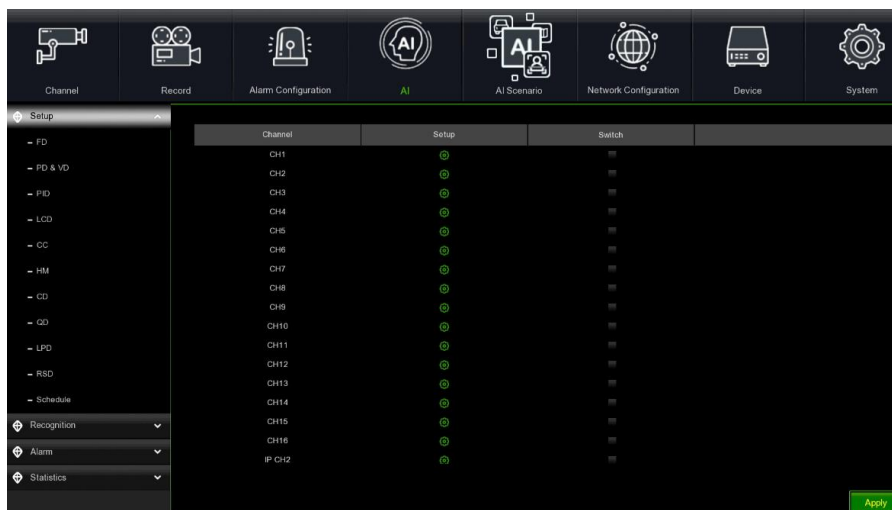 AI
AI
Channel Record Alarm Configuration AI AI Scenario Network Configuration Device System
Setup
FD
PD & VD
PID
LCD
CC
HM
CD
QD
LPD
RSD
Schedule
Recognition
Alarm
Statistics
Channel Setup Switch
CH1
CH2
CH3
CH4
CH5
CH6
CH7
CH8
CH9
CH10
CH11
CH12
CH13
CH14
CH15
CH16
IP CH2
Apply